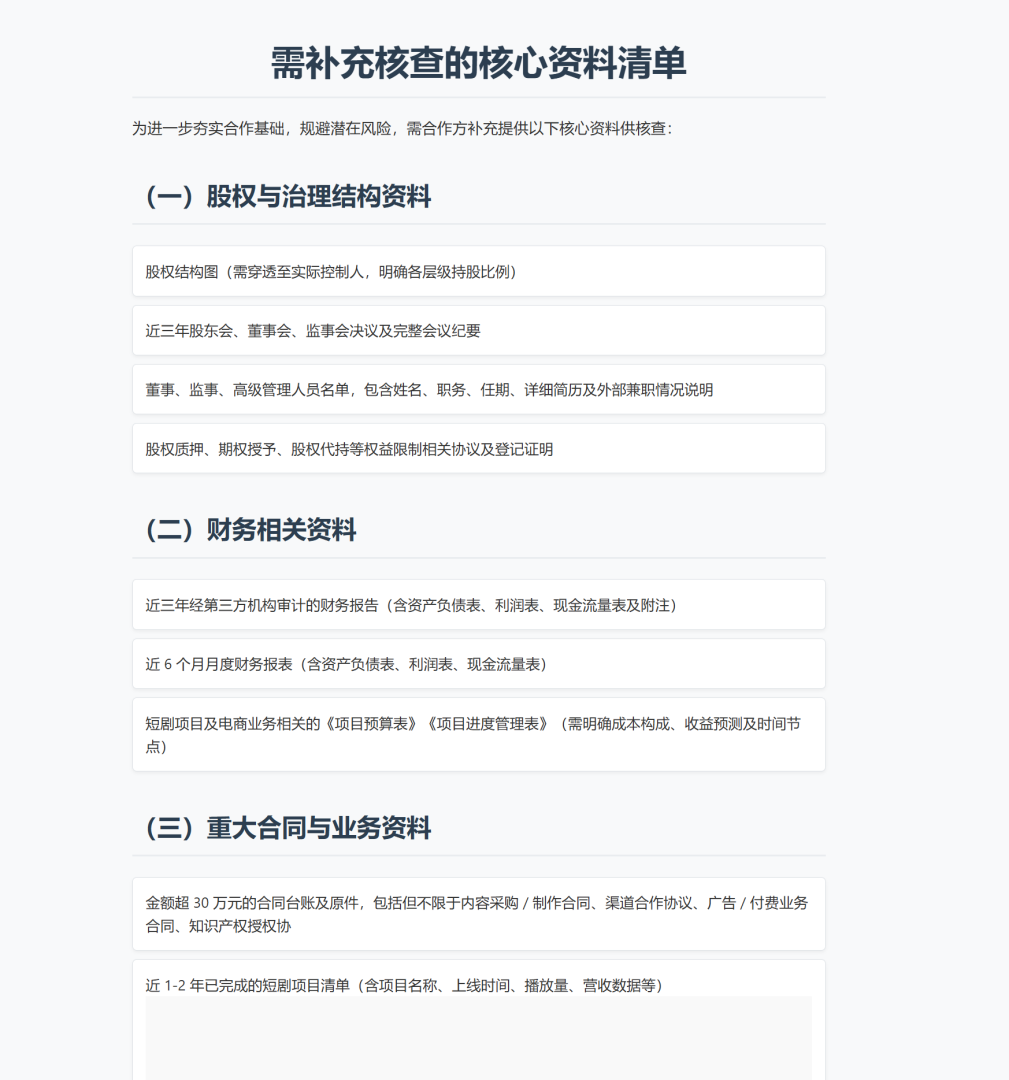 需补充核查的核心资料清单
为进一步夯实合作基础，规避潜在风险，需合作方补充提供以下核心资料供核查：
（一）股权与治理结构资料
股权结构图（需穿透至实际控制人，明确各层级持股比例）
近三年股东会、董事会、监事会决议及完整会议纪要
董事、监事、高级管理人员名单，包含姓名、职务、任期、详细简历及外部兼职情况说明
股权质押、期权授予、股权代持等权益限制相关协议及登记证明
（二）财务相关资料
近三年经第三方机构审计的财务报告（含资产负债表、利润表、现金流量表及附注）
近 6 个月月度财务报表（含资产负债表、利润表、现金流量表）
短剧项目及电商业务相关的《项目预算表》《项目进度管理表》（需明确成本构成、收益预测及时间节
点）
（三）重大合同与业务资料
金额超 30 万元的合同台账及原件，包括但不限于内容采购 / 制作合同、渠道合作协议、广告 / 付费业务
合同、知识产权授权协
近 1-2 年已完成的短剧项目清单（含项目名称、上线时间、播放量、营收数据等）